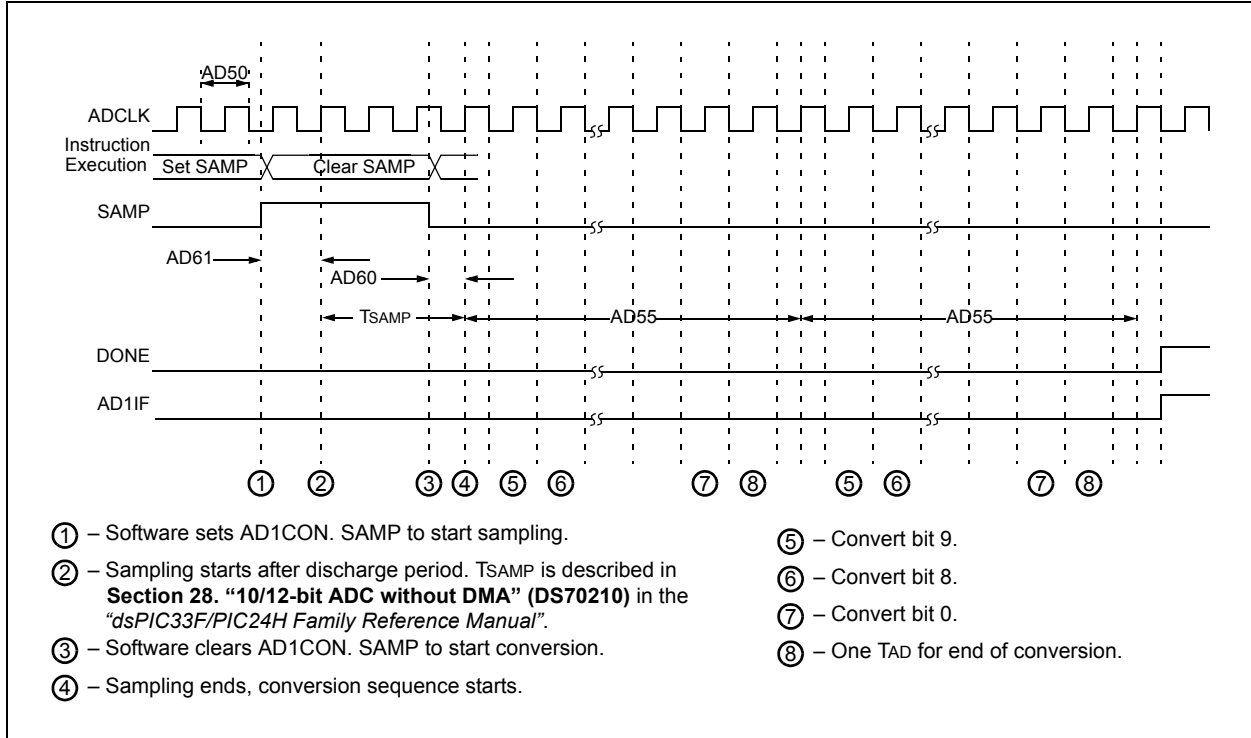 AD50
ADCLK
Instruction
Execution
Set SAMP
Clear SAMP
SAMP
AD61
AD60
TSAMP
AD55
AD55
DONE
AD1IF
1 2 3 4 5 6 7 8 5 6 7 8
1 – Software sets AD1CON. SAMP to start sampling.
2 – Sampling starts after discharge period. TSAMP is described in
Section 28. “10/12-bit ADC without DMA” (DS70210) in the
“dsPIC33F/PIC24H Family Reference Manual”.
3 – Software clears AD1CON. SAMP to start conversion.
4 – Sampling ends, conversion sequence starts.
5 – Convert bit 9.
6 – Convert bit 8.
7 – Convert bit 0.
8 – One TAD for end of conversion.